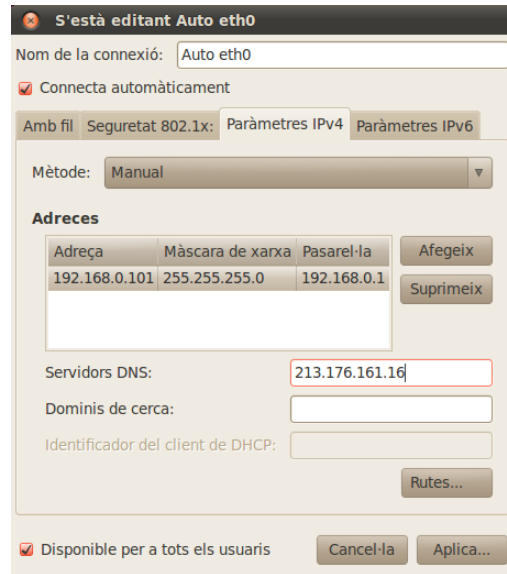 S'està editant Auto eth0
Nom de la connexió: Auto eth0
Connecta automàticament
Amb fil Seguretat 802.1x: Paràmetres IPv4 Paràmetres IPv6
Mètode: Manual
Adreces
Adreça Màscara de xarxa Pasarel·la Afegeix
192.168.0.101 255.255.255.0 192.168.0.1
Suprimeix
Servidors DNS: 213.176.161.16
Dominis de cerca:
Identificador del client de DHCP:
Rutes...
Disponible per a tots els usuaris Cancel·la Aplica...